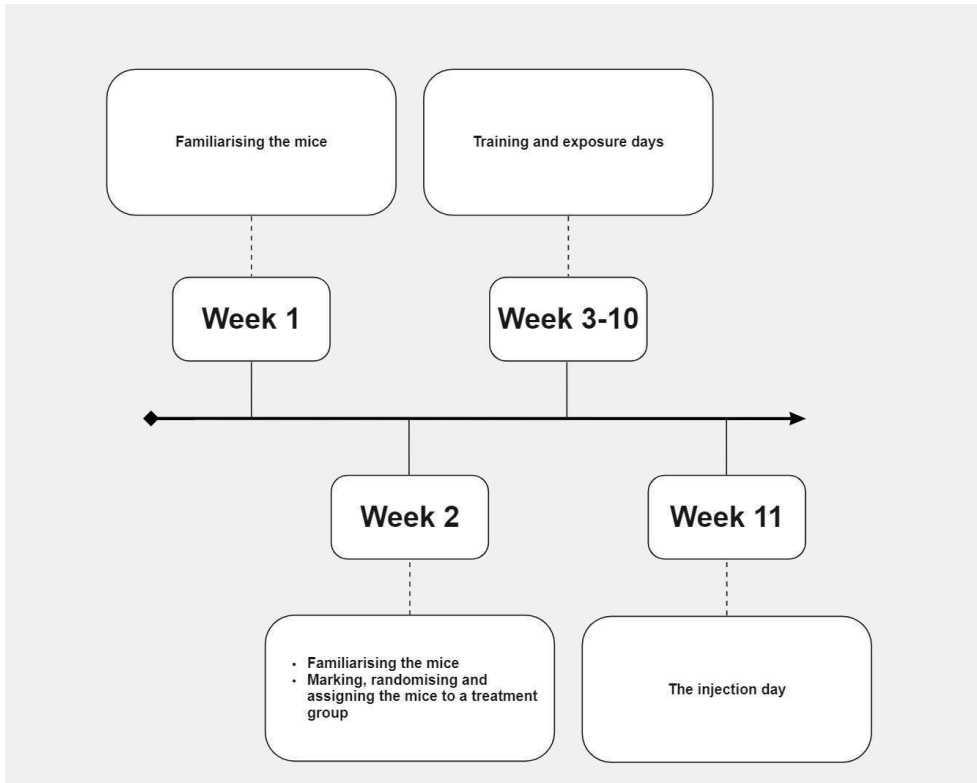 Familiarising the mice
Training and exposure days
Week 1
Week 3-10
Week 2
Week 11
• Familiarising the mice
• Marking, randomising and
assigning the mice to a treatment
group
The injection day